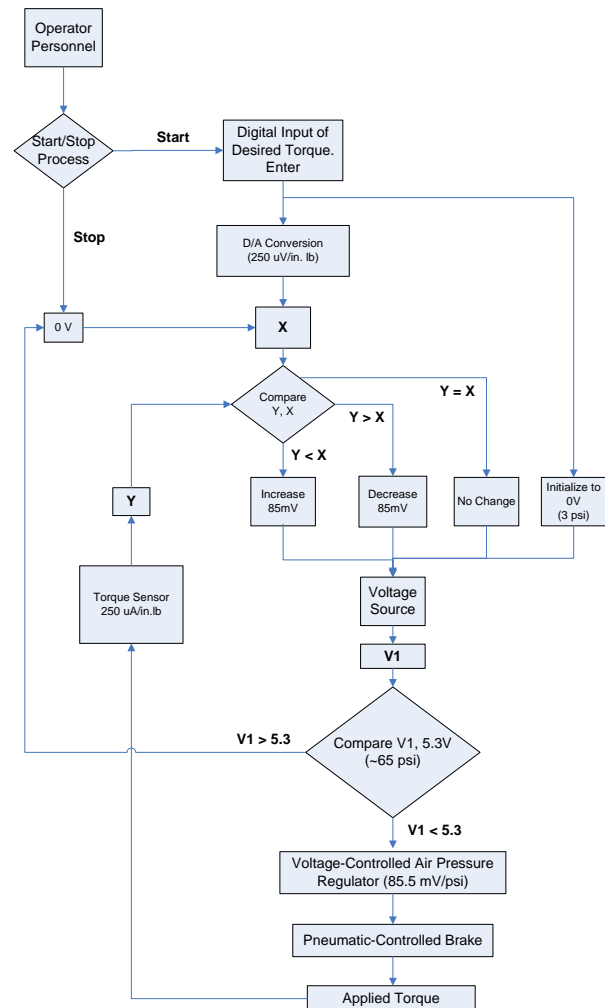 Operator
Personnel
Start/Stop
Process
Start
Digital Input of
Desired Torque.
Enter
Stop
D/A Conversion
(250 uV/in. lb)
0 V
X
Compare
Y, X
Y = X
Y > X
Y < X
Y
Increase
85mV
Decrease
85mV
No Change
Initialize to
0V
(3 psi)
Torque Sensor
250 uA/in.lb
Voltage
Source
V1
V1 > 5.3
Compare V1, 5.3V
(~65 psi)
V1 < 5.3
Voltage-Controlled Air Pressure
Regulator (85.5 mV/psi)
Pneumatic-Controlled Brake
Applied Torque